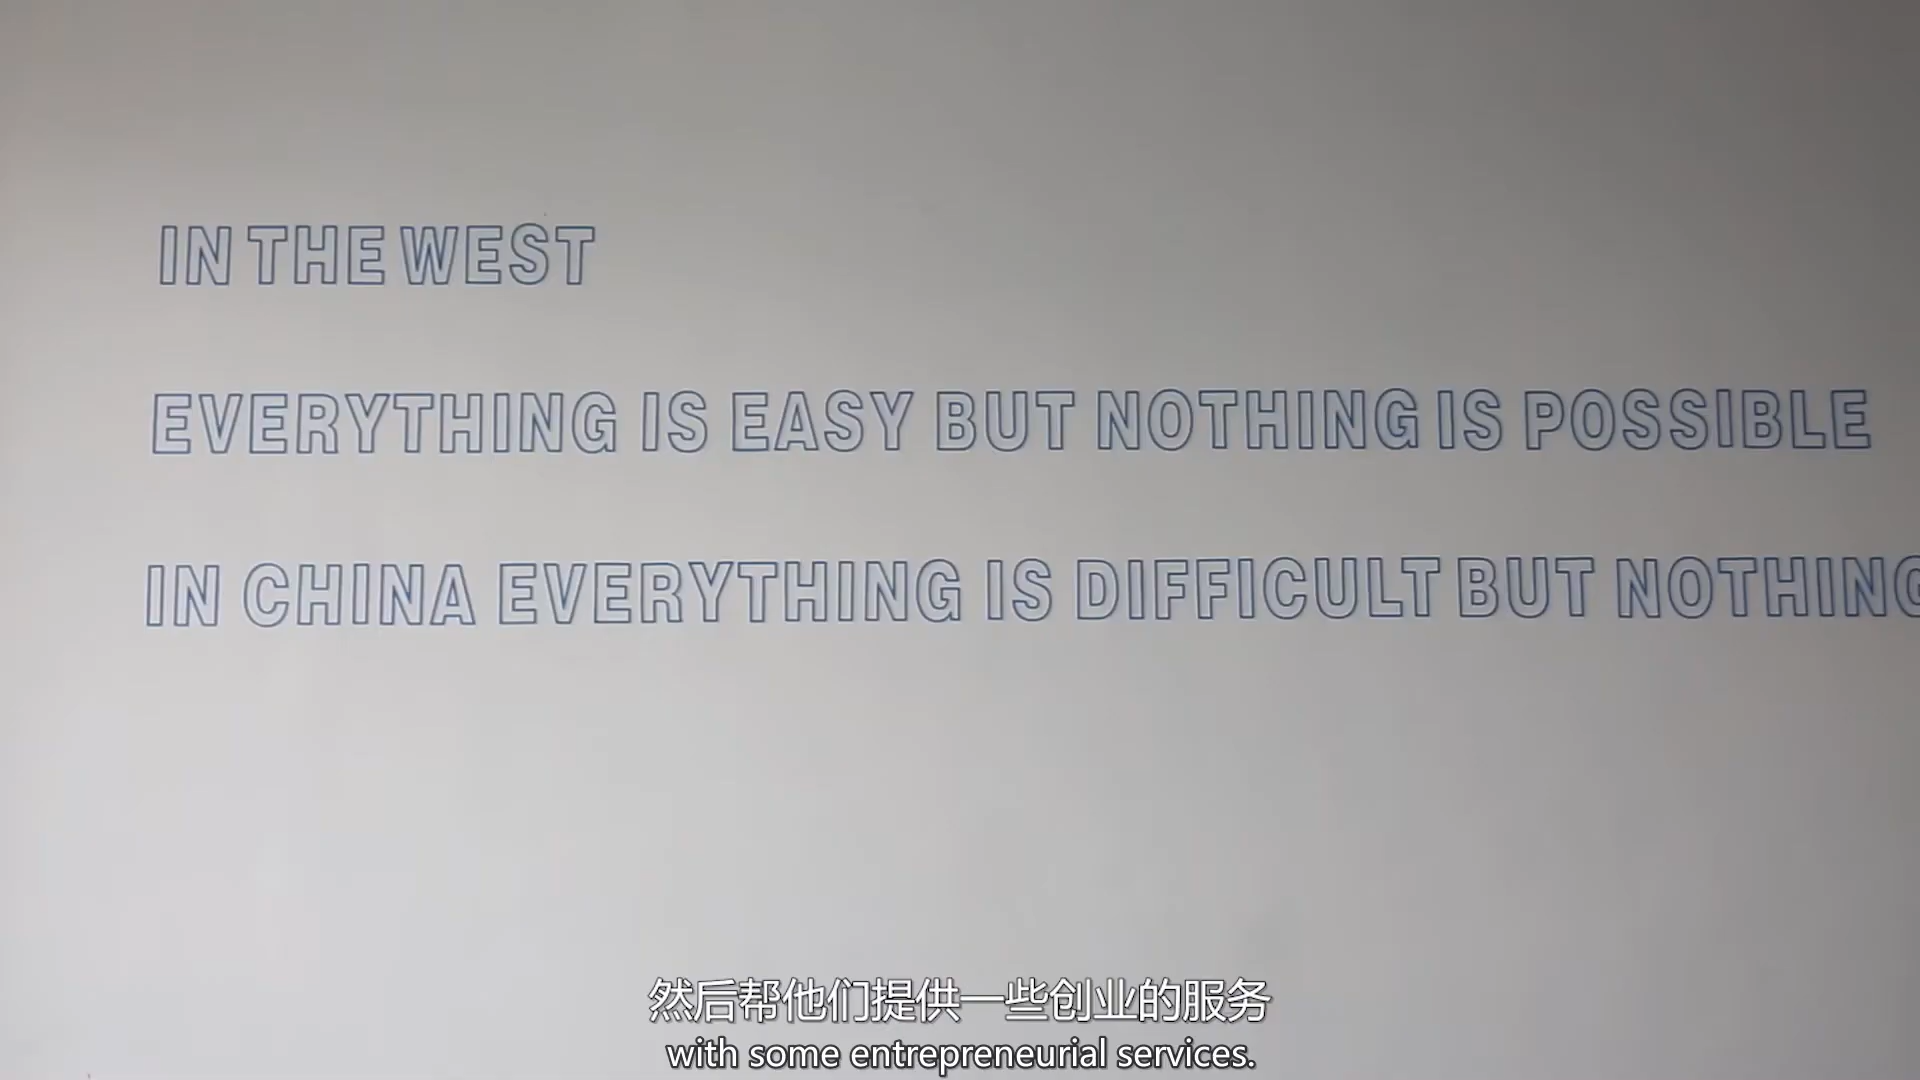 IN THE WEST
EVERYTHING IS EASY BUT NOTHING IS POSSIBLE
IN CHINA EVERYTHING IS DIFFICULT BUT NOTHING
然后帮他们提供一些创业的服务
with some entrepreneurial services.